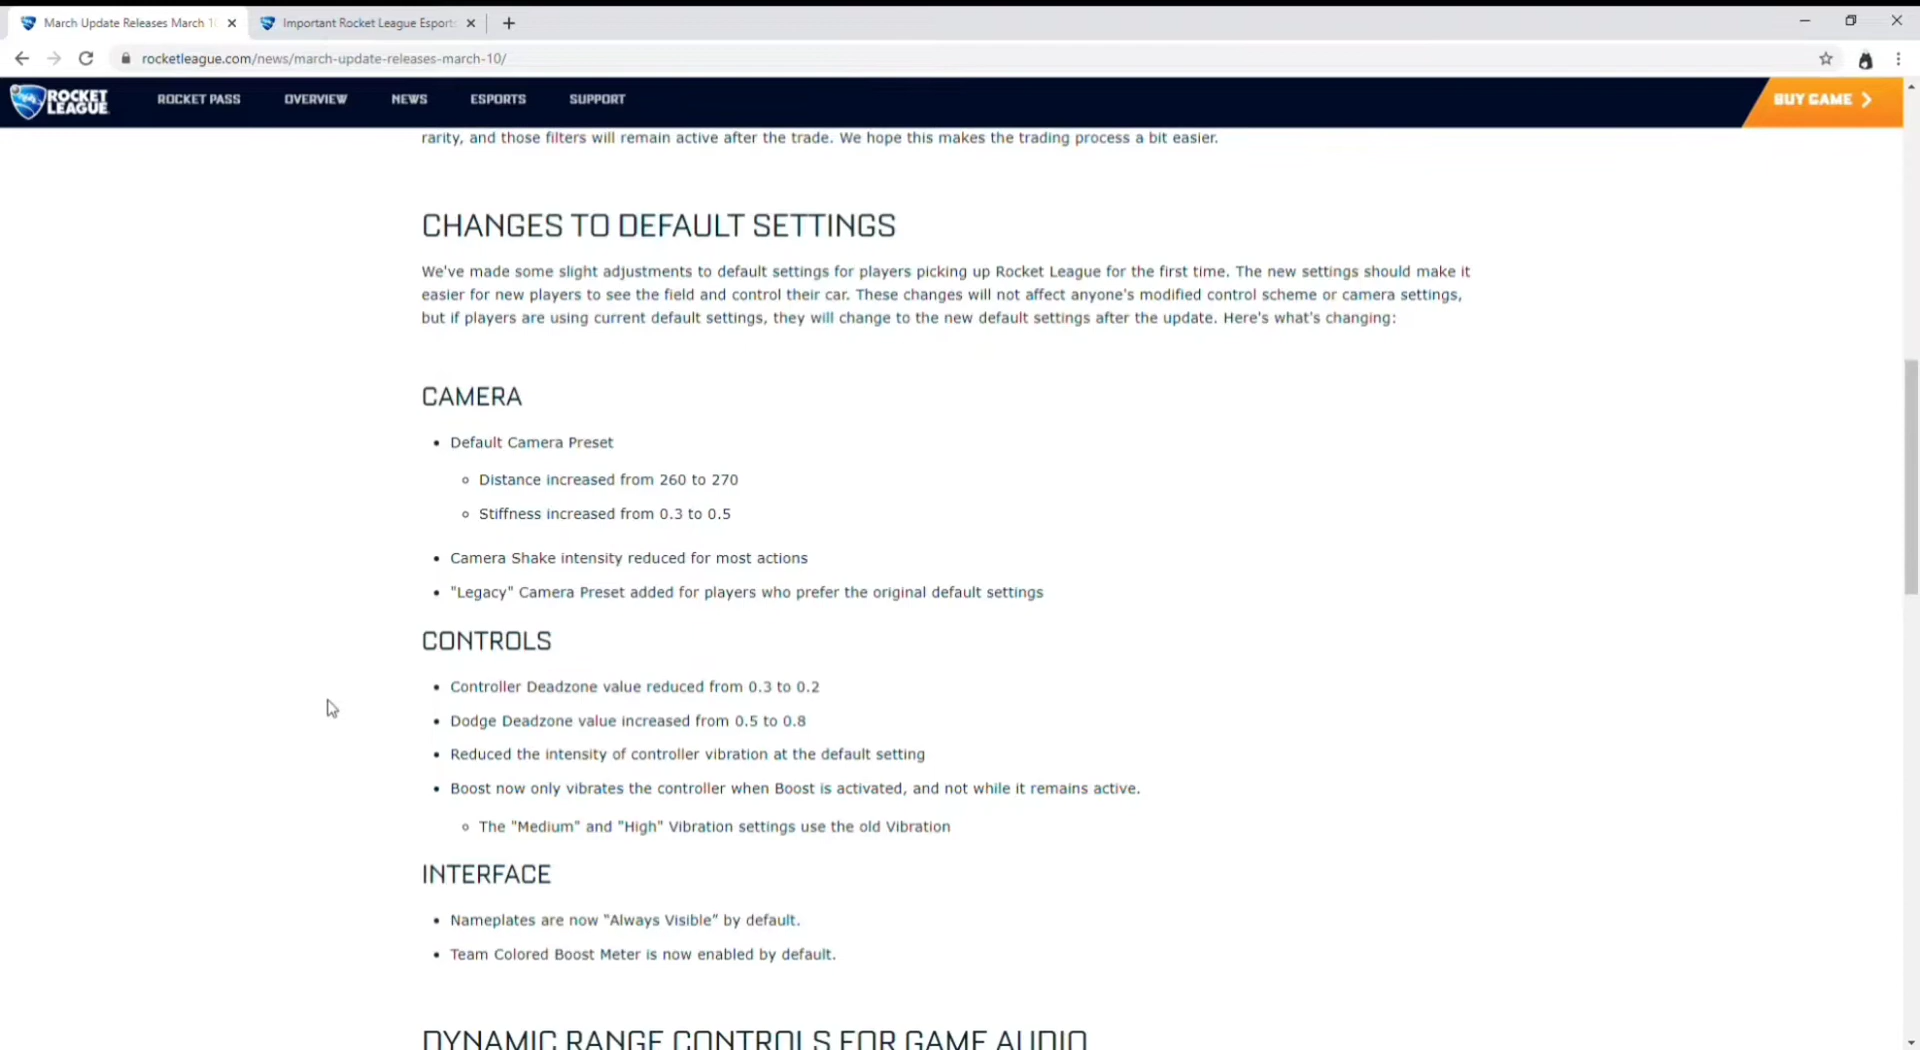 March Update Releases March 1
Important Rocket League Esport
rocketleague.com/news/march-update-releases-march-10/
ROCKET
LEAGUE
ROCKET PASS
OVERVIEW
NEWS
ESPORTS
SUPPORT
BUY GAME
rarity, and those filters will remain active after the trade. We hope this makes the trading process a bit easier.
CHANGES TO DEFAULT SETTINGS
We've made some slight adjustments to default settings for players picking up Rocket League for the first time. The new settings should make it
easier for new players to see the field and control their car. These changes will not affect anyone's modified control scheme or camera settings,
but if players are using current default settings, they will change to the new default settings after the update. Here's what's changing:
CAMERA
• Default Camera Preset
◦ Distance increased from 260 to 270
◦ Stiffness increased from 0.3 to 0.5
• Camera Shake intensity reduced for most actions
• "Legacy" Camera Preset added for players who prefer the original default settings
CONTROLS
• Controller Deadzone value reduced from 0.3 to 0.2
• Dodge Deadzone value increased from 0.5 to 0.8
• Reduced the intensity of controller vibration at the default setting
• Boost now only vibrates the controller when Boost is activated, and not while it remains active.
◦ The "Medium" and "High" Vibration settings use the old Vibration
INTERFACE
• Nameplates are now “Always Visible” by default.
• Team Colored Boost Meter is now enabled by default.
DYNAMIC RANGE CONTROLS FOR GAME AUDIO